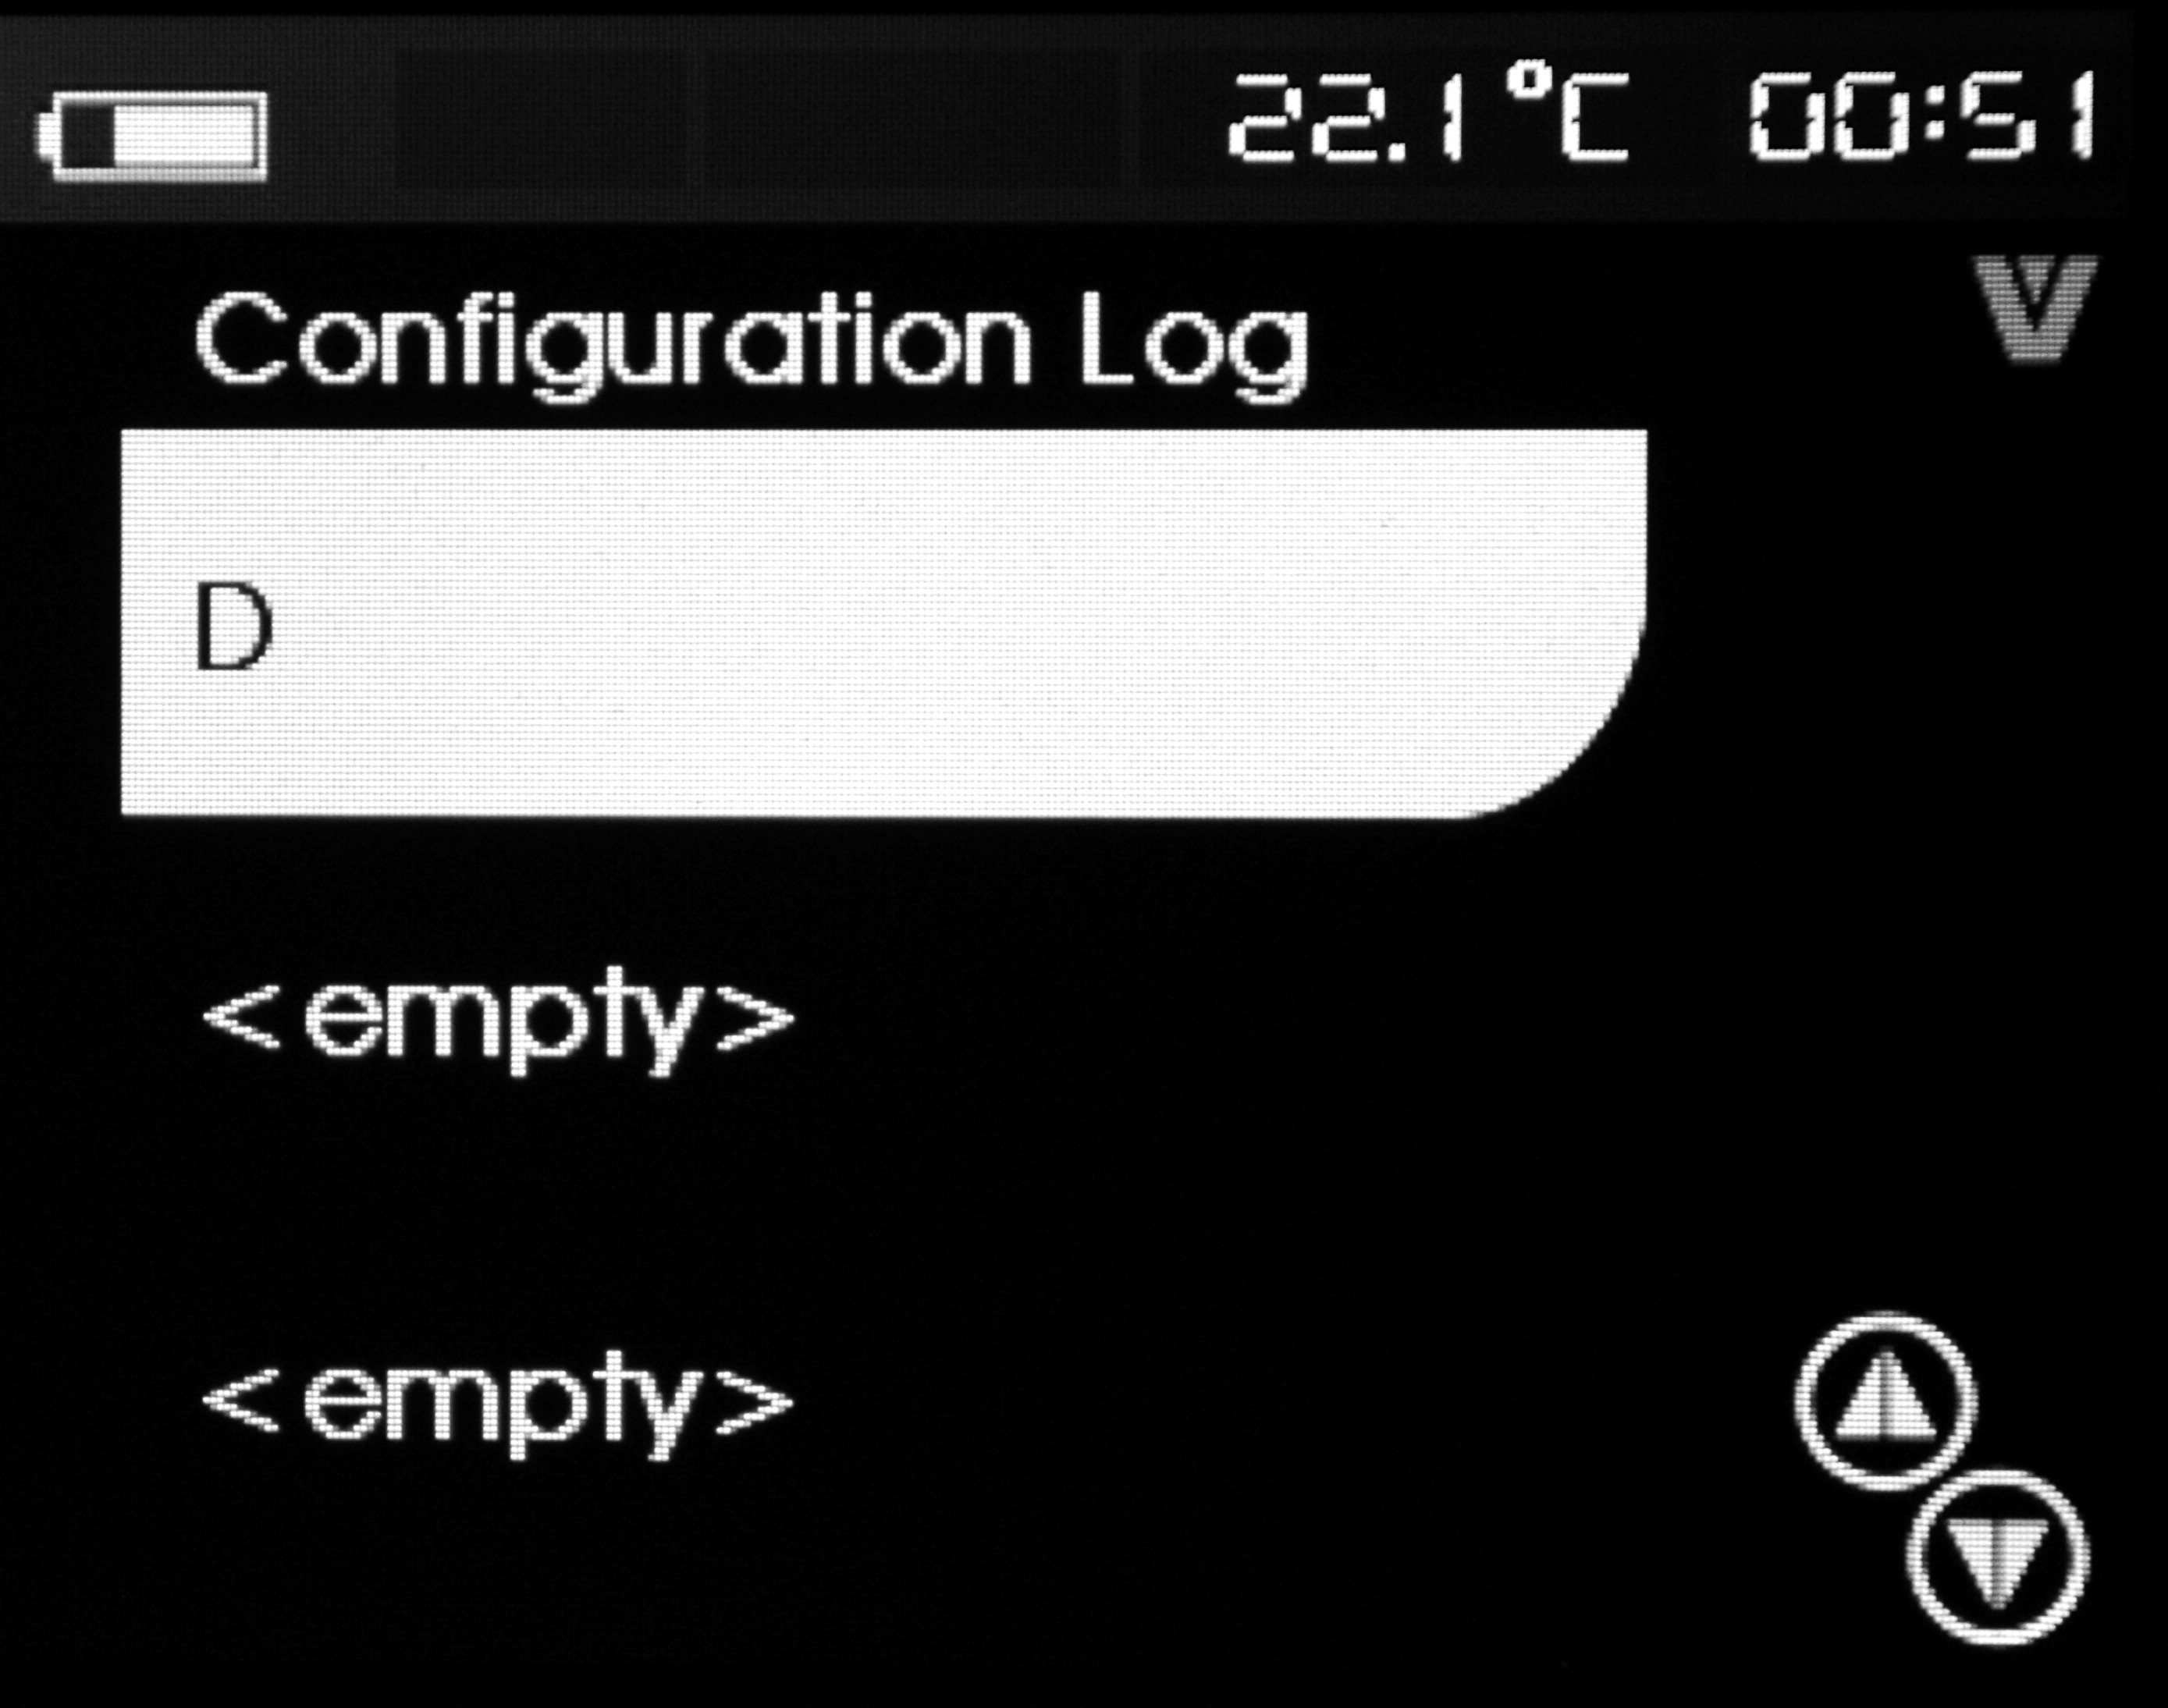 22.1 °C 00:51
Configuration Log
D
<empty>
<empty>